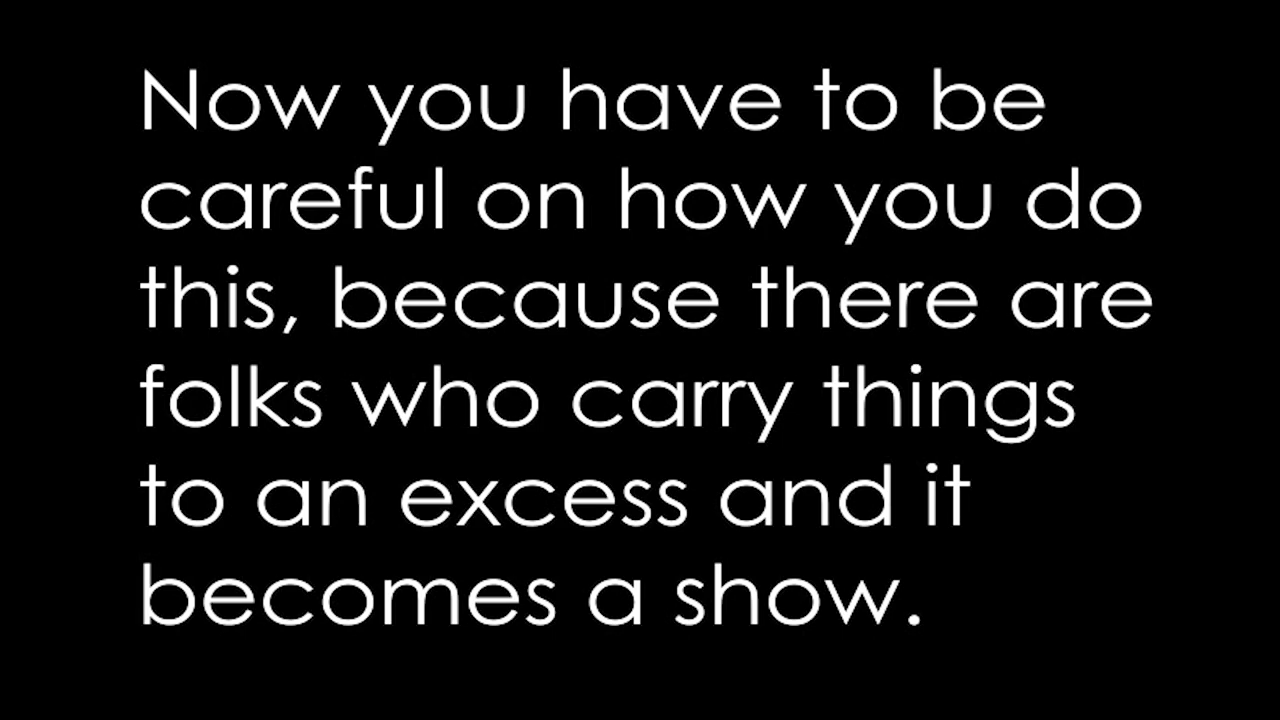 Now you have to be
careful on how you do
this, because there are
folks who carry things
to an excess and it
becomes a show.